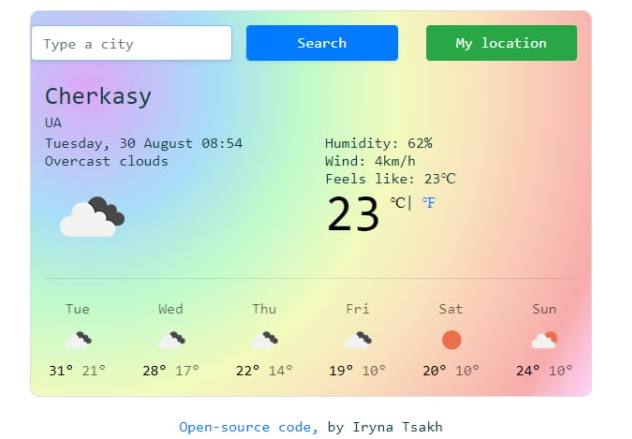 Type a city Search My location
Cherkasy
UA
Tuesday, 30 August 08:54
Overcast clouds
Humidity: 62%
Wind: 4km/h
Feels like: 23°C
23 °C| °F
Tue Wed Thu Fri Sat Sun
31° 21° 28° 17° 22° 14° 19° 10° 20° 10° 24° 10°
Open-source code, by Iryna Tsakh